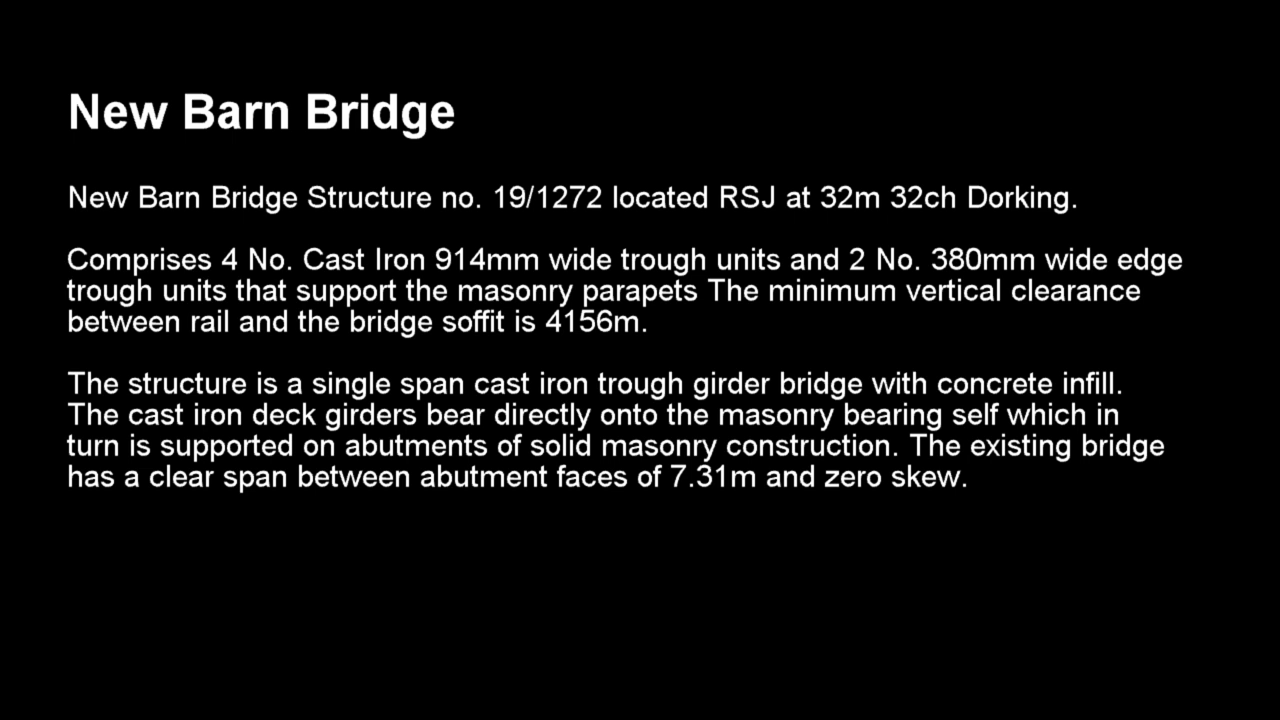 New Barn Bridge
New Barn Bridge Structure no. 19/1272 located RSJ at 32m 32ch Dorking.
Comprises 4 No. Cast Iron 914mm wide trough units and 2 No. 380mm wide edge
trough units that support the masonry parapets The minimum vertical clearance
between rail and the bridge soffit is 4156m.
The structure is a single span cast iron trough girder bridge with concrete infill.
The cast iron deck girders bear directly onto the masonry bearing self which in
turn is supported on abutments of solid masonry construction. The existing bridge
has a clear span between abutment faces of 7.31m and zero skew.